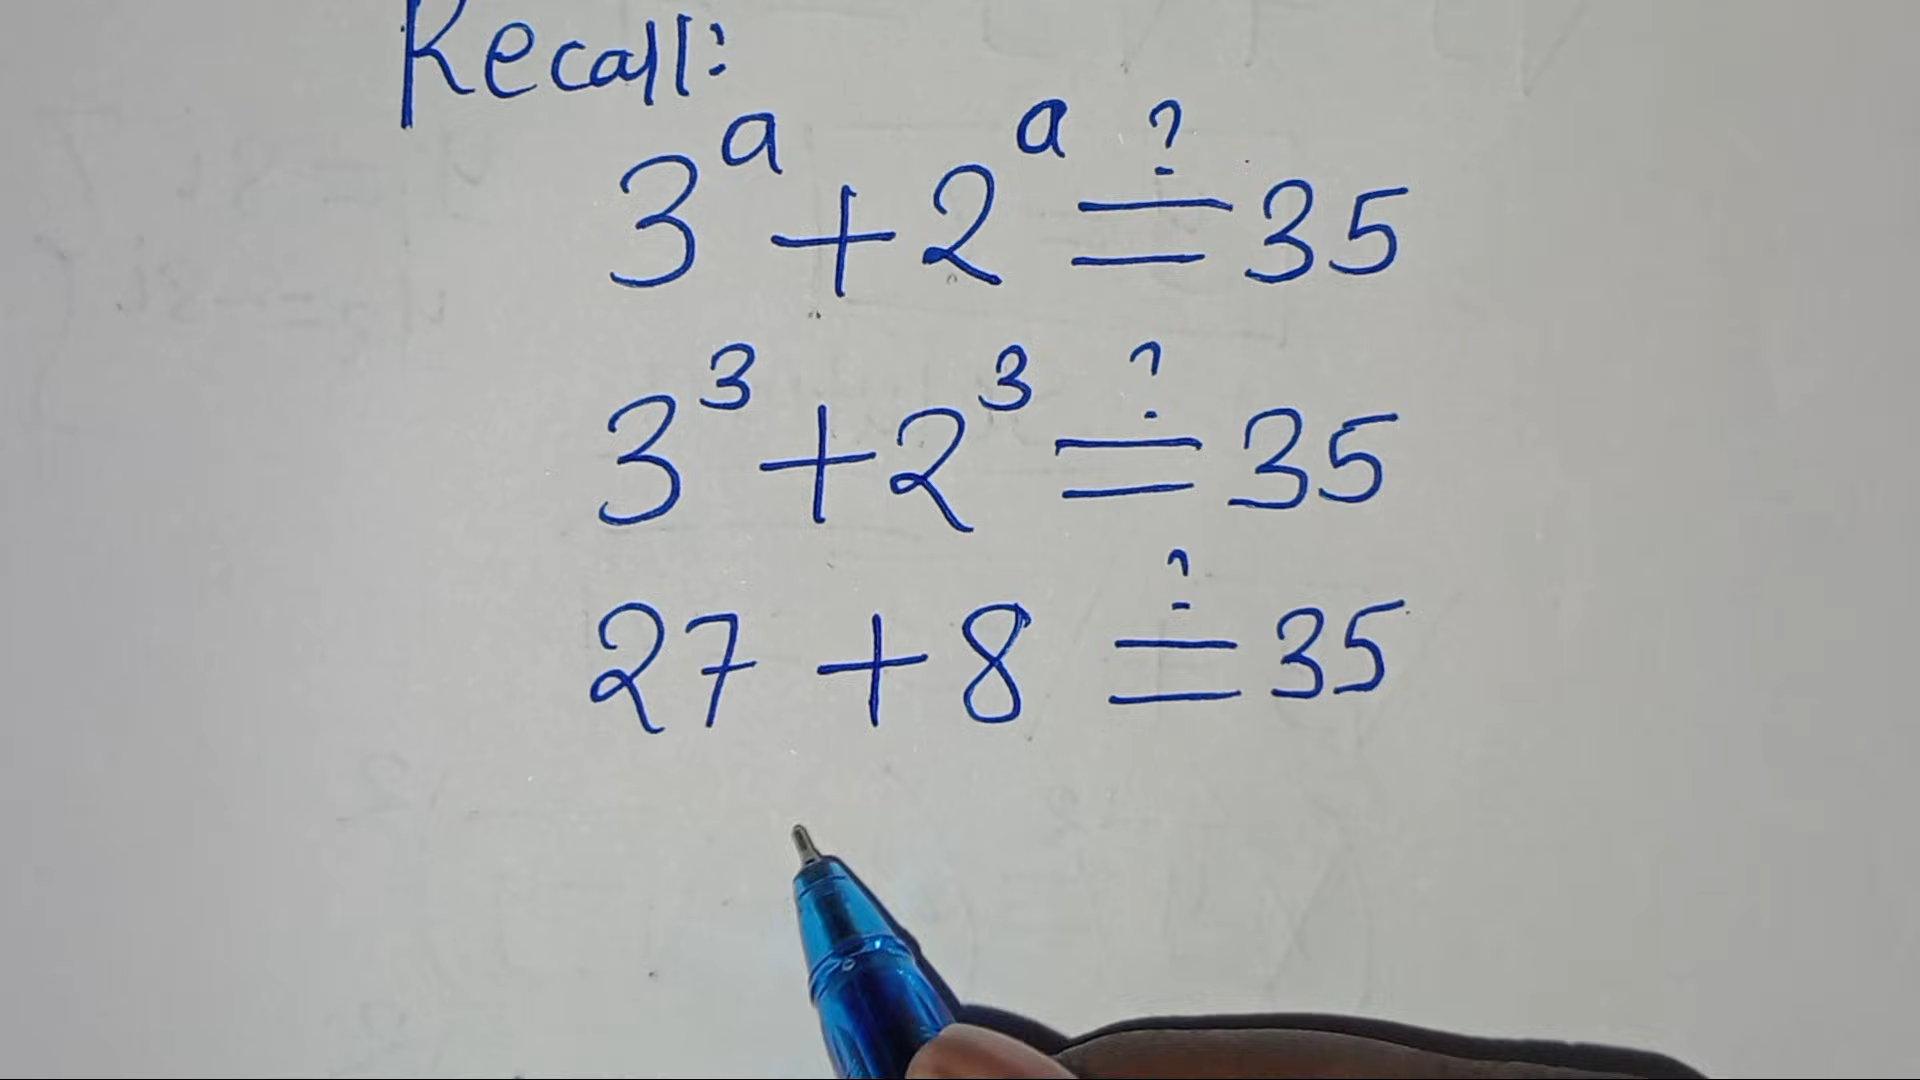 Recall:
3^a + 2^a ≟ 35
3^3 + 2^3 ≟ 35
27 + 8 ≟ 35